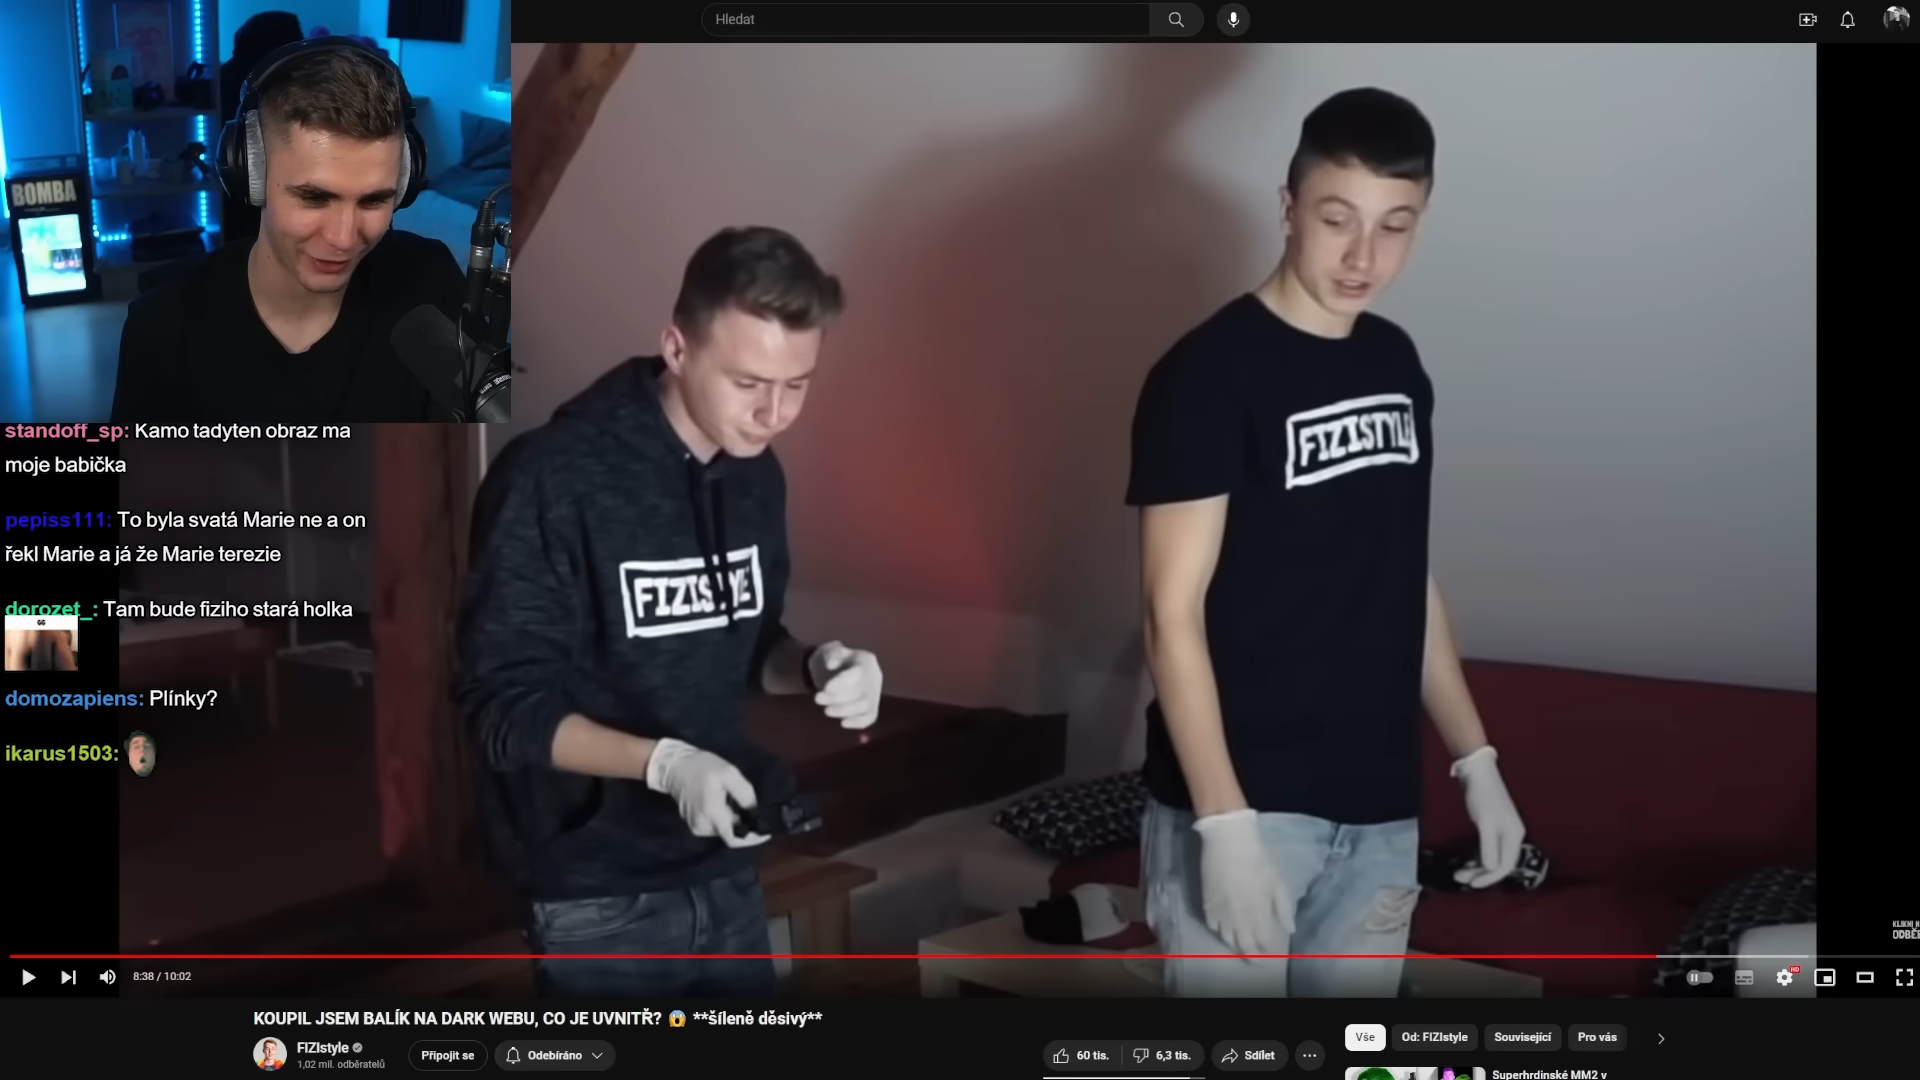 Hledat
BOMBA
FIZISTYLE
FIZISTYLE
standoff_sp: Kamo tadyten obraz ma
moje babička
pepiss111: To byla svatá Marie ne a on
řekl Marie a já že Marie terezie
dorozet_: Tam bude fiziho stará holka
GG
domozapiens: Plínky?
ikarus1503:
8:38 / 10:02
HD
KOUPIL JSEM BALÍK NA DARK WEBU, CO JE UVNITŘ? 😱 **šíleně děsivý**
FIZIstyle
1,02 mil. odběratelů
Připojit se
Odebíráno
60 tis.
6,3 tis.
Sdílet
Vše
Od: FIZIstyle
Související
Pro vás
Superhrdinské MM2 v